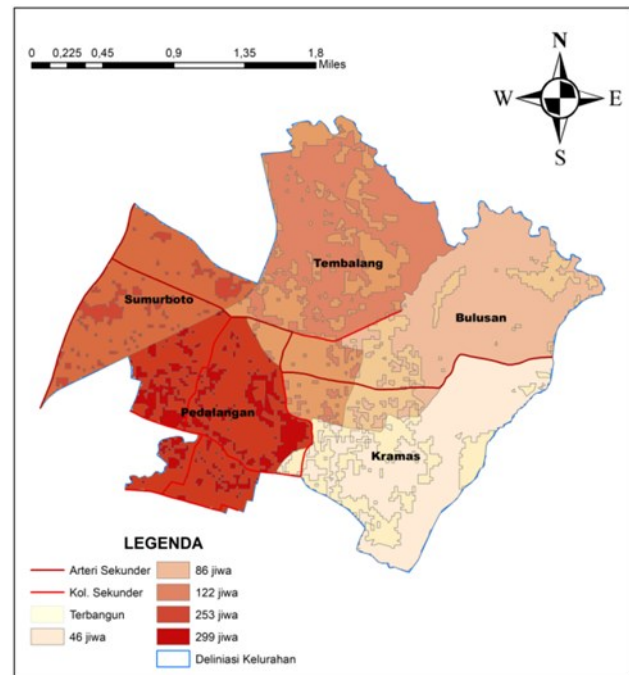 0 0,225 0,45 0,9 1,35 1,8
Miles
N
W E
S
Tembalang
Sumurboto
Bulusan
Pedalangan
Kramas
LEGENDA
Arteri Sekunder
Kol. Sekunder
Terbangun
46 jiwa
86 jiwa
122 jiwa
253 jiwa
299 jiwa
Deliniasi Kelurahan